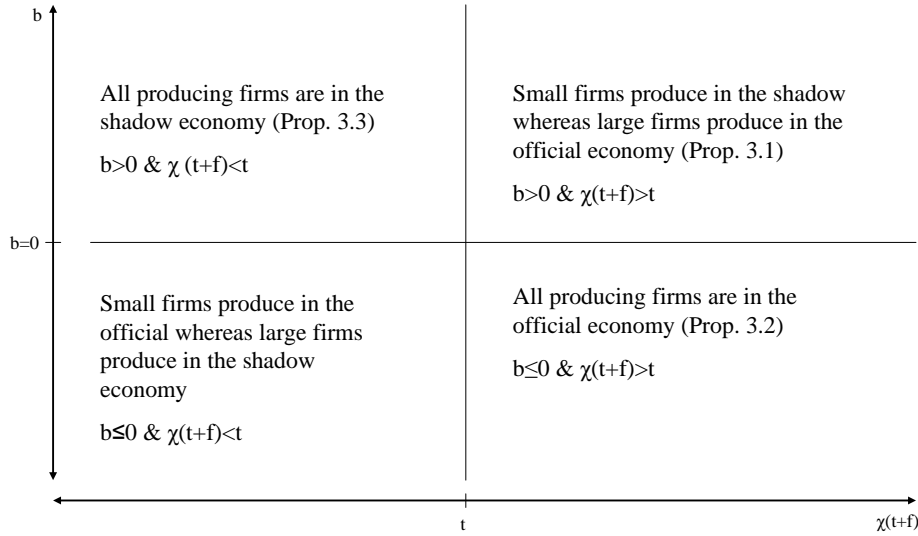 b
All producing firms are in the
shadow economy (Prop. 3.3)
b>0 & χ (t+f)<t
Small firms produce in the shadow
whereas large firms produce in the
official economy (Prop. 3.1)
b>0 & χ(t+f)>t
b=0
Small firms produce in the
official whereas large firms
produce in the shadow
economy
b≤0 & χ(t+f)<t
All producing firms are in the
official economy (Prop. 3.2)
b≤0 & χ(t+f)>t
t
χ(t+f)